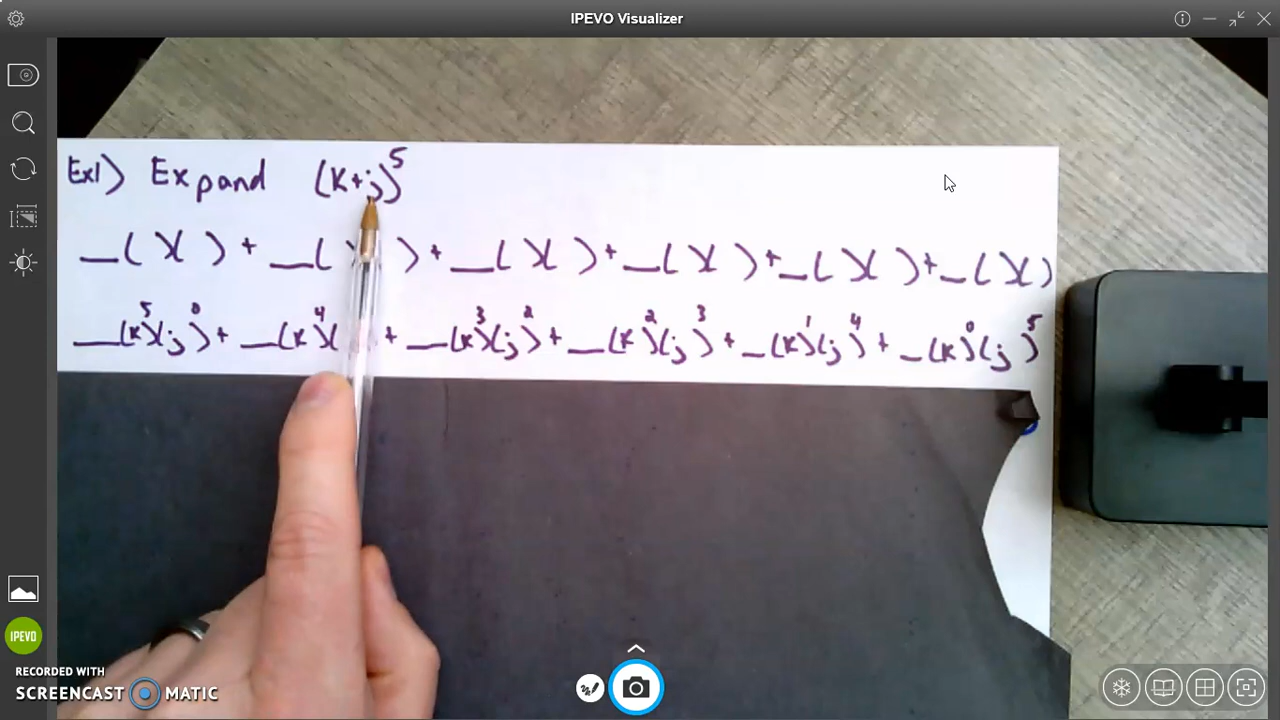 IPEVO Visualizer
Ex1) Expand (k+j)^5
__( )( ) + __( )( ) + __( )( ) + __( )( ) + __( )( ) + __( )( )
__(k)^5(j)^0 + __(k)^4( + __(k)^3(j)^2 + __(k)^2(j)^3 + __(k)^1(j)^4 + __(k)^0(j)^5
IPEVO
RECORDED WITH
SCREENCAST MATIC